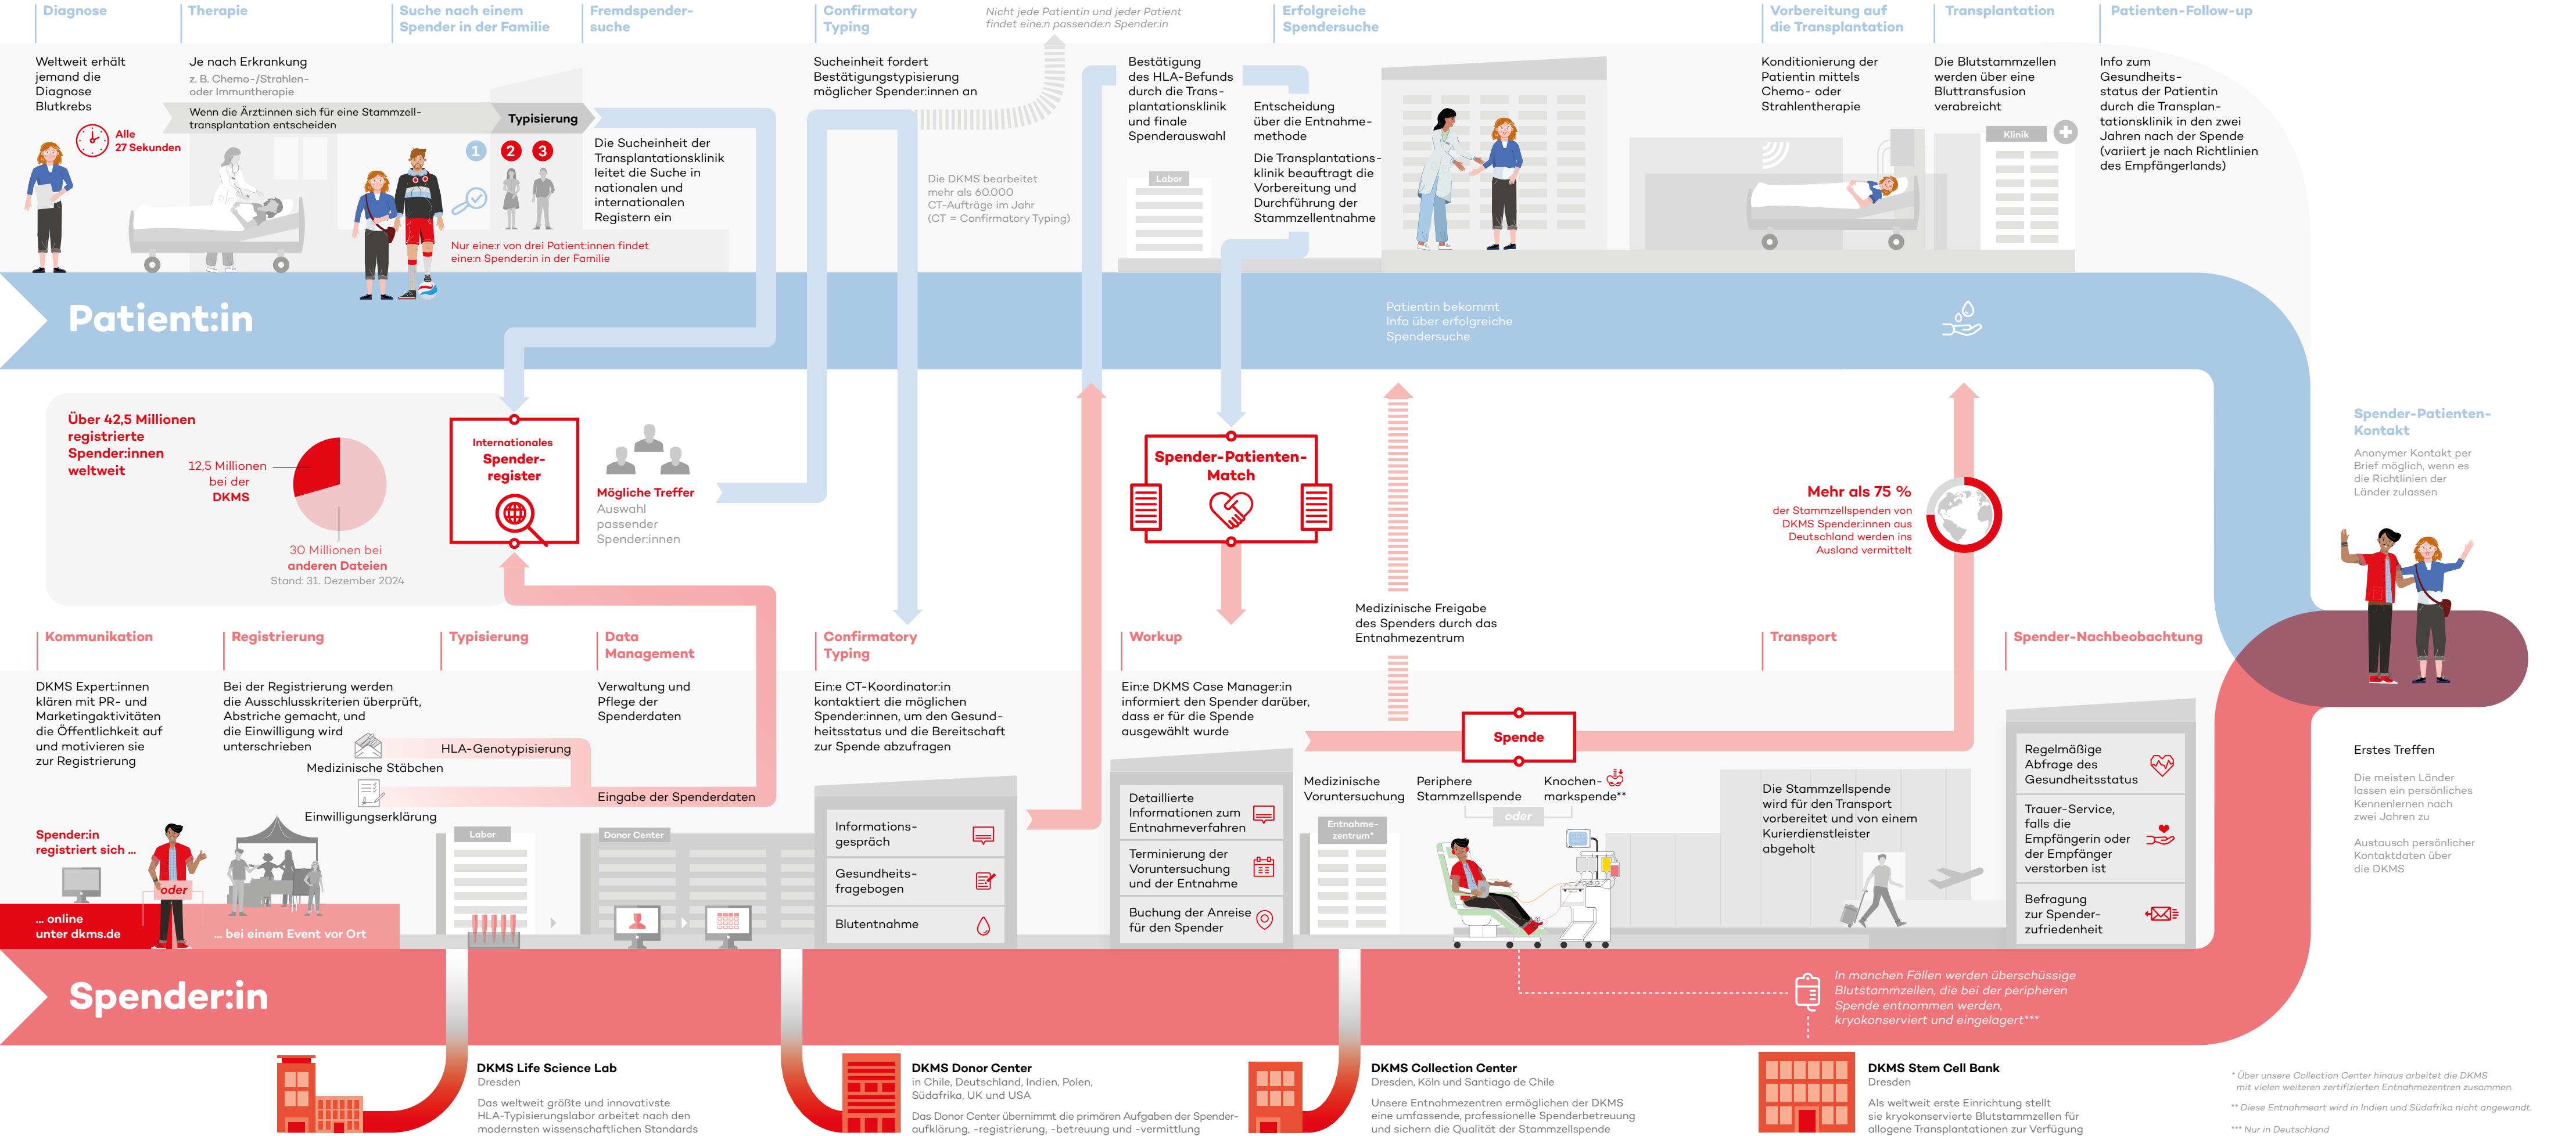 Diagnose
Weltweit erhält
jemand die
Diagnose
Blutkrebs
Alle
27 Sekunden
Therapie
Je nach Erkrankung
z. B. Chemo-/Strahlen-
oder Immuntherapie
Wenn die Ärzt:innen sich für eine Stammzell-
transplantation entscheiden
Typisierung
Suche nach einem
Spender in der Familie
1
2
3
Nur eine:r von drei Patient:innen findet
eine:n Spender:in in der Familie
Fremdspender-
suche
Die Sucheinheit der
Transplantationsklinik
leitet die Suche in
nationalen und
internationalen
Registern ein
Confirmatory
Typing
Sucheinheit fordert
Bestätigungstypisierung
möglicher Spender:innen an
Nicht jede Patientin und jeder Patient
findet eine:n passende:n Spender:in
Die DKMS bearbeitet
mehr als 60.000
CT-Aufträge im Jahr
(CT = Confirmatory Typing)
Bestätigung
des HLA-Befunds
durch die Trans-
plantationsklinik
und finale
Spenderauswahl
Labor
Erfolgreiche
Spendersuche
Entscheidung
über die Entnahme-
methode
Die Transplantations-
klinik beauftragt die
Vorbereitung und
Durchführung der
Stammzellentnahme
Vorbereitung auf
die Transplantation
Konditionierung der
Patientin mittels
Chemo- oder
Strahlentherapie
Transplantation
Die Blutstammzellen
werden über eine
Bluttransfusion
verabreicht
Klinik
Patienten-Follow-up
Info zum
Gesundheits-
status der Patientin
durch die Transplan-
tationsklinik in den zwei
Jahren nach der Spende
(variiert je nach Richtlinien
des Empfängerlands)
Patient:in
Patientin bekommt
Info über erfolgreiche
Spendersuche
Über 42,5 Millionen
registrierte
Spender:innen
weltweit
12,5 Millionen
bei der
DKMS
30 Millionen bei
anderen Dateien
Stand: 31. Dezember 2024
Internationales
Spender-
register
Mögliche Treffer
Auswahl
passender
Spender:innen
Spender-Patienten-
Match
Medizinische Freigabe
des Spenders durch das
Entnahmezentrum
Mehr als 75 %
der Stammzellspenden von
DKMS Spender:innen aus
Deutschland werden ins
Ausland vermittelt
Spender-Patienten-
Kontakt
Anonymer Kontakt per
Brief möglich, wenn es
die Richtlinien der
Länder zulassen
Erstes Treffen
Die meisten Länder
lassen ein persönliches
Kennenlernen nach
zwei Jahren zu
Austausch persönlicher
Kontaktdaten über
die DKMS
Kommunikation
DKMS Expert:innen
klären mit PR- und
Marketingaktivitäten
die Öffentlichkeit auf
und motivieren sie
zur Registrierung
Spender:in
registriert sich ...
oder
... online
unter dkms.de
... bei einem Event vor Ort
Registrierung
Bei der Registrierung werden
die Ausschlusskriterien überprüft,
Abstriche gemacht, und
die Einwilligung wird
unterschrieben
Medizinische Stäbchen
Einwilligungserklärung
Typisierung
HLA-Genotypisierung
Labor
Data
Management
Verwaltung und
Pflege der
Spenderdaten
Eingabe der Spenderdaten
Donor Center
Confirmatory
Typing
Ein:e CT-Koordinator:in
kontaktiert die möglichen
Spender:innen, um den Gesund-
heitsstatus und die Bereitschaft
zur Spende abzufragen
Informations-
gespräch
Gesundheits-
fragebogen
Blutentnahme
Workup
Ein:e DKMS Case Manager:in
informiert den Spender darüber,
dass er für die Spende
ausgewählt wurde
Detaillierte
Informationen zum
Entnahmeverfahren
Terminierung der
Voruntersuchung
und der Entnahme
Buchung der Anreise
für den Spender
Spende
Medizinische
Voruntersuchung
Periphere
Stammzellspende
Knochen-
markspende**
oder
Entnahme-
zentrum*
Transport
Die Stammzellspende
wird für den Transport
vorbereitet und von einem
Kurierdienstleister
abgeholt
Spender-Nachbeobachtung
Regelmäßige
Abfrage des
Gesundheitsstatus
Trauer-Service,
falls die
Empfängerin oder
der Empfänger
verstorben ist
Befragung
zur Spender-
zufriedenheit
Spender:in
In manchen Fällen werden überschüssige
Blutstammzellen, die bei der peripheren
Spende entnommen werden,
kryokonserviert und eingelagert***
DKMS Life Science Lab
Dresden
Das weltweit größte und innovativste
HLA-Typisierungslabor arbeitet nach den
modernsten wissenschaftlichen Standards
DKMS Donor Center
in Chile, Deutschland, Indien, Polen,
Südafrika, UK und USA
Das Donor Center übernimmt die primären Aufgaben der Spender-
aufklärung, -registrierung, -betreuung und -vermittlung
DKMS Collection Center
Dresden, Köln und Santiago de Chile
Unsere Entnahmezentren ermöglichen der DKMS
eine umfassende, professionelle Spenderbetreuung
und sichern die Qualität der Stammzellspende
DKMS Stem Cell Bank
Dresden
Als weltweit erste Einrichtung stellt
sie kryokonservierte Blutstammzellen für
allogene Transplantationen zur Verfügung
* Über unsere Collection Center hinaus arbeitet die DKMS
mit vielen weiteren zertifizierten Entnahmezentren zusammen.
** Diese Entnahmeart wird in Indien und Südafrika nicht angewandt.
*** Nur in Deutschland